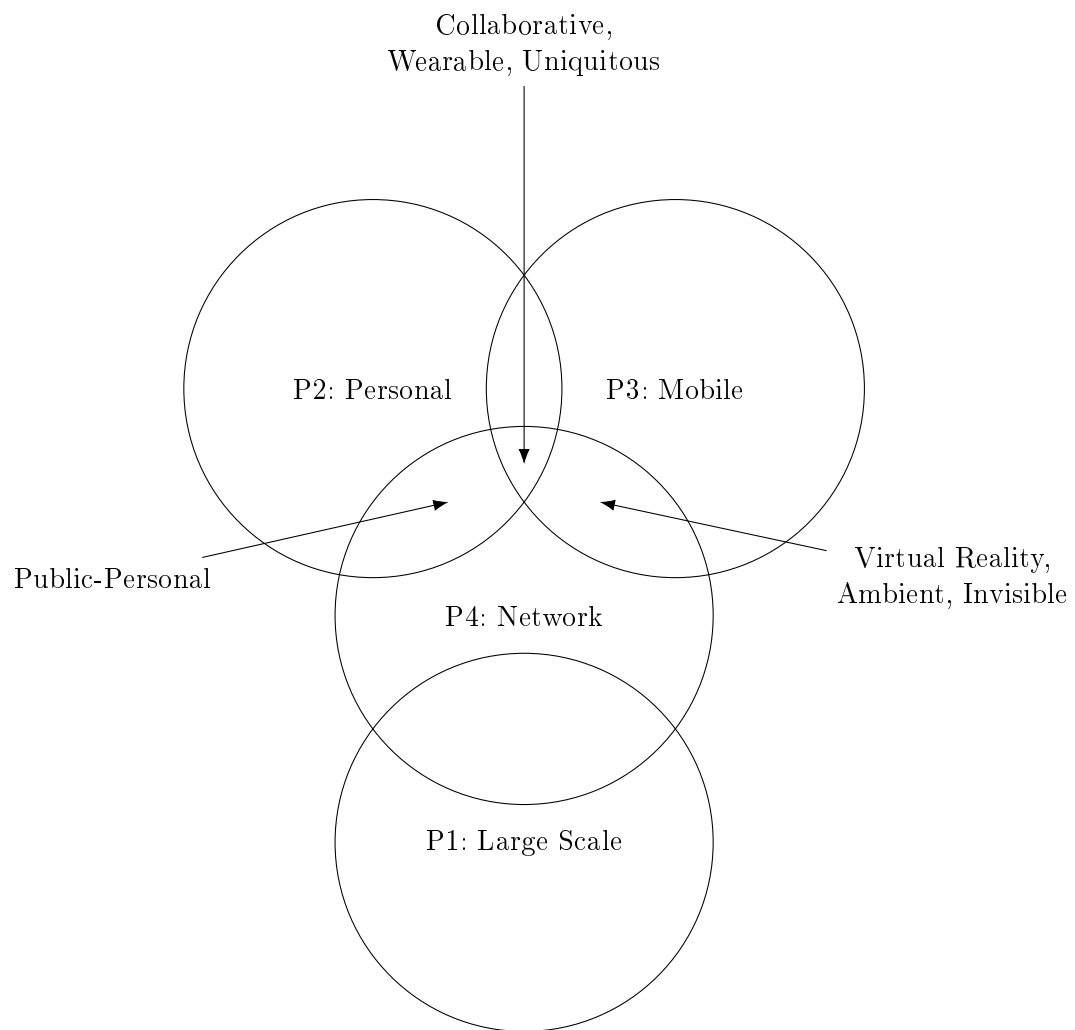 Collaborative,
Wearable, Uniquitous
P2: Personal
P3: Mobile
Public-Personal
Virtual Reality,
Ambient, Invisible
P4: Network
P1: Large Scale